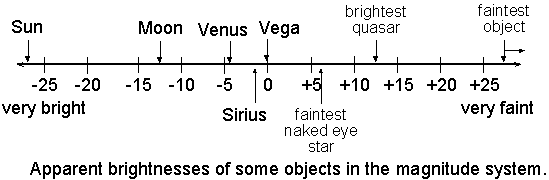 brightest faintest
Sun Moon Venus Vega quasar object
-25 -20 -15 -10 -5 0 +5 +10 +15 +20 +25
very bright Sirius faintest very faint
naked eye
star
Apparent brightnesses of some objects in the magnitude system.